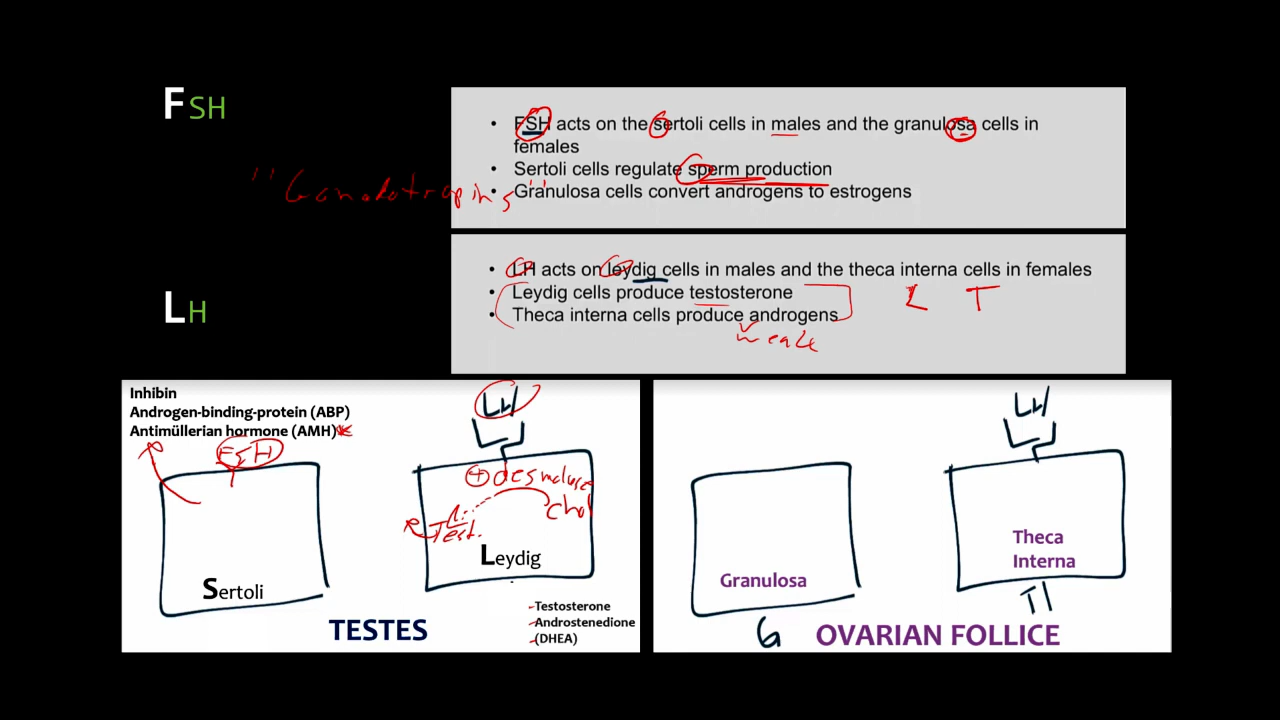 FSH
• FSH acts on the sertoli cells in males and the granulosa cells in
females
• Sertoli cells regulate sperm production
• Granulosa cells convert androgens to estrogens
"Gonadotropins"
LH
• LH acts on leydig cells in males and the theca interna cells in females
• Leydig cells produce testosterone
• Theca interna cells produce androgens
L T
weak
Inhibin
Androgen-binding-protein (ABP)
Antimüllerian hormone (AMH)
FSH
Sertoli
LH
+ desmolase
chol
Test.
Leydig
Testosterone
Androstenedione
(DHEA)
TESTES
Granulosa
G
LH
Theca
Interna
TI
OVARIAN FOLLICE